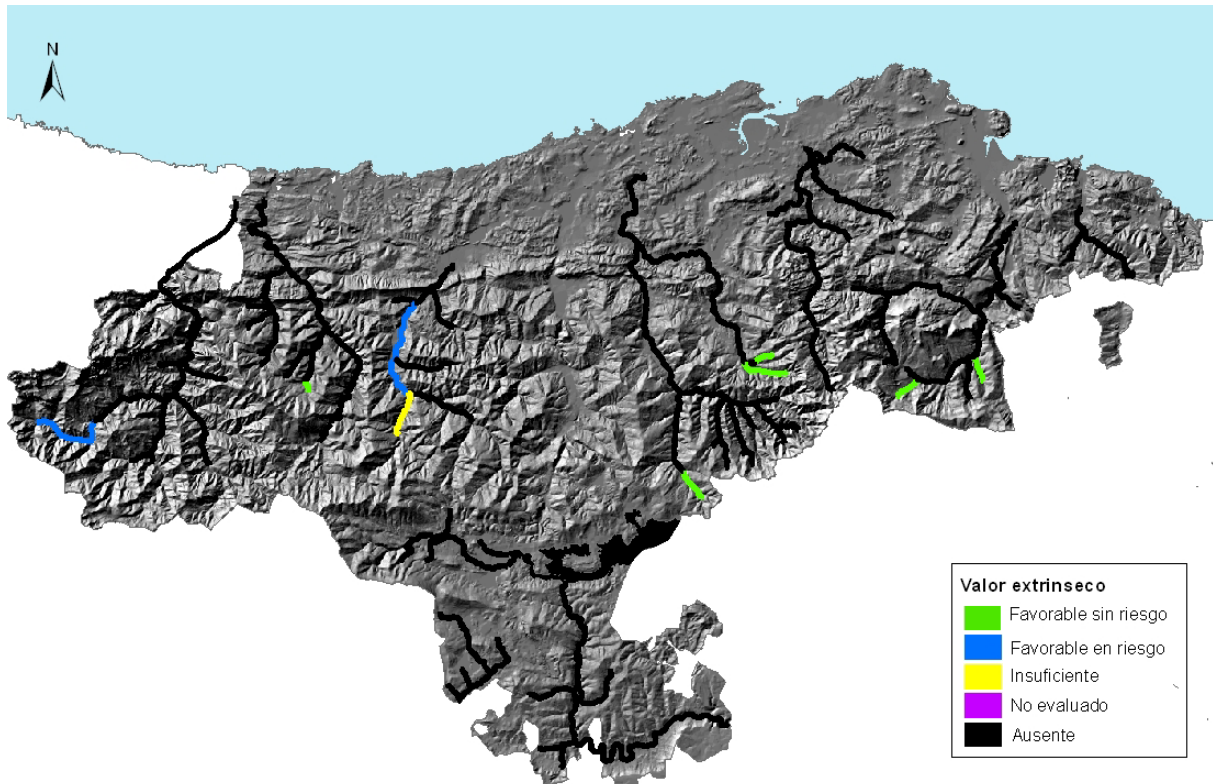 N
Valor extrinseco
Favorable sin riesgo
Favorable en riesgo
Insuficiente
No evaluado
Ausente